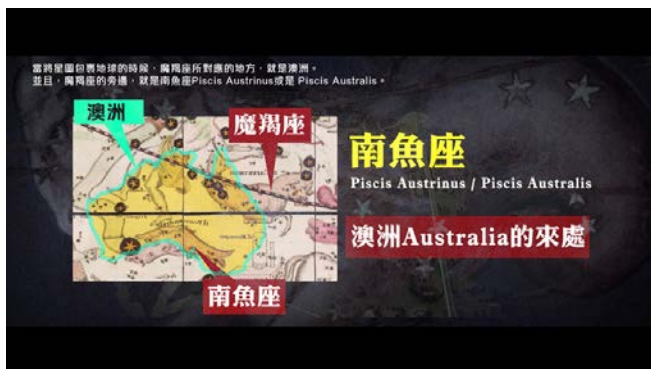 當將星圖包裹地球的時候，魔羯座所對應的地方，就是澳洲。
並且，魔羯座的旁邊，就是南魚座Piscis Austrinus或是 Piscis Australis。
澳洲
魔羯座
南魚座
Piscis Austrinus / Piscis Australis
澳洲Australia的來處
南魚座